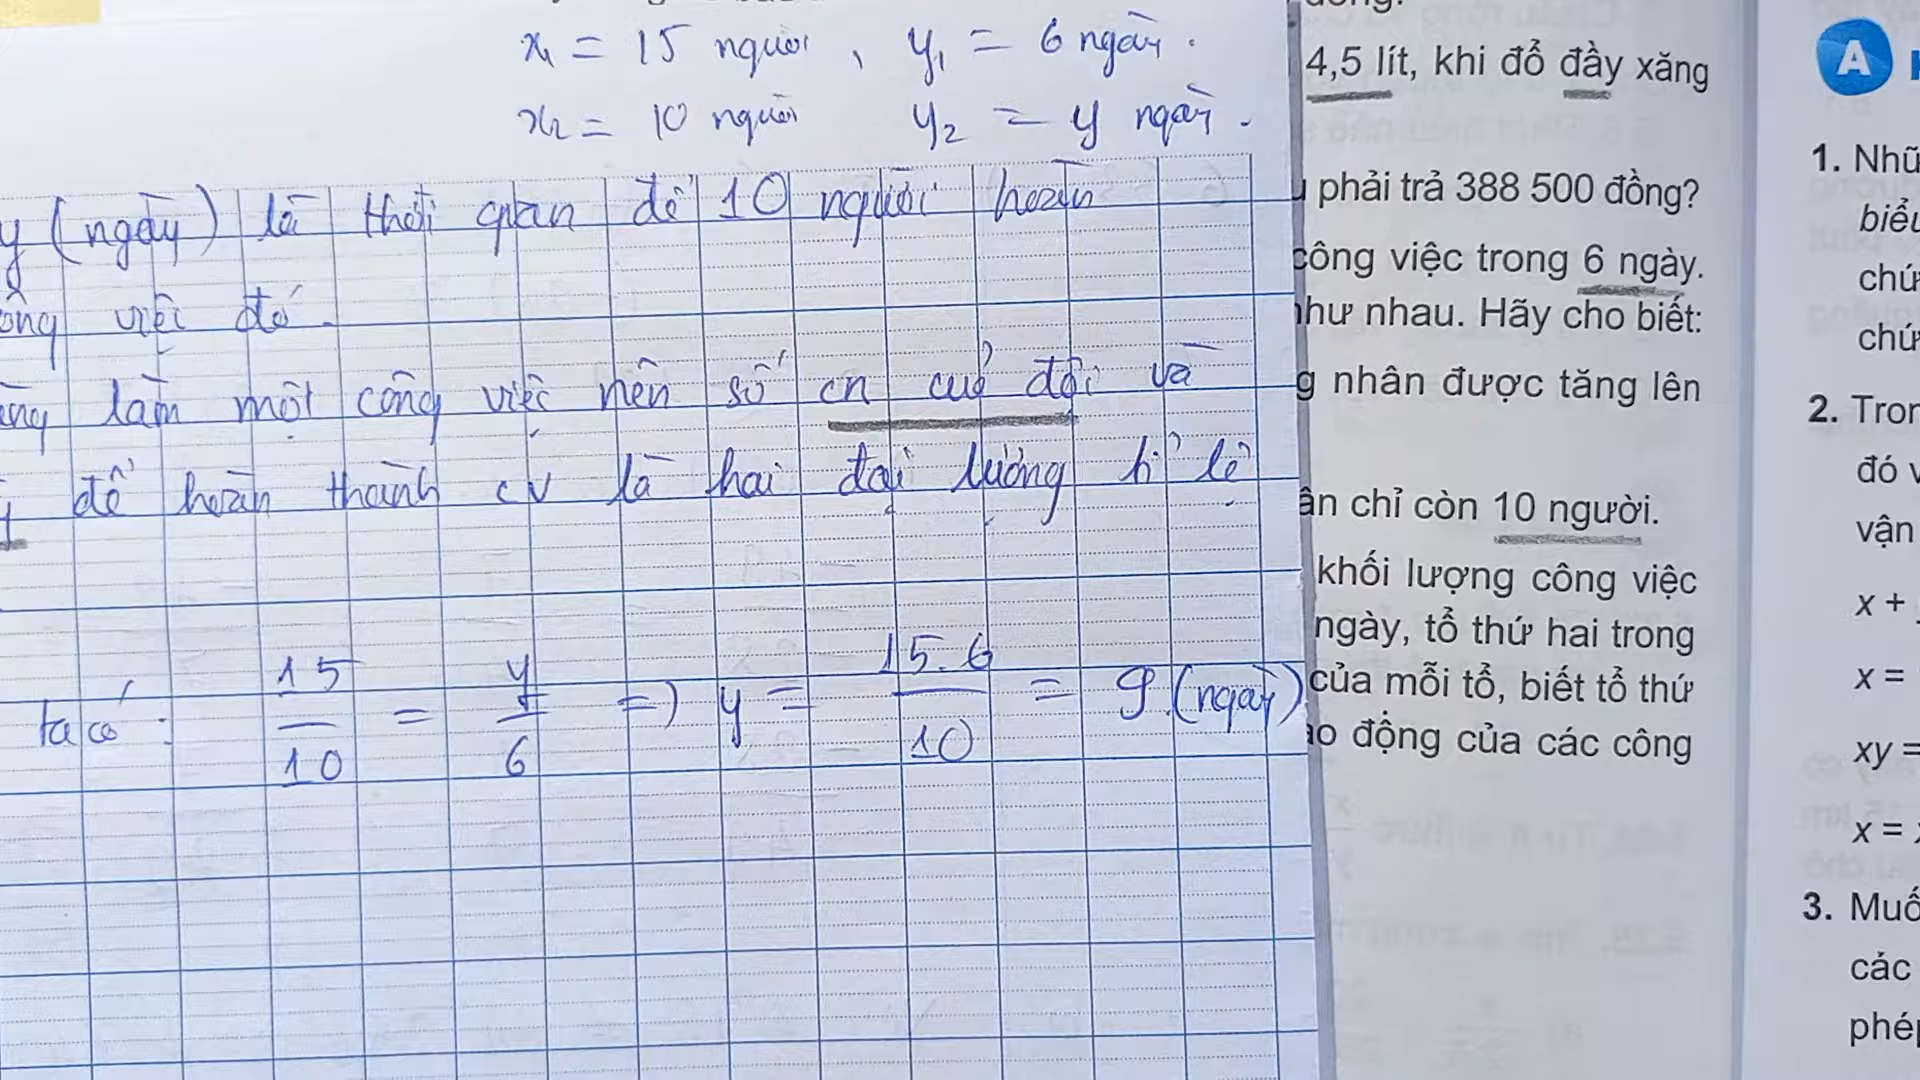 x₁ = 15 người , y₁ = 6 ngày .
x₂ = 10 người y₂ = y ngày .
y (ngày) là thời gian để 10 người hoàn
việc đó .
làm một công việc nên số cn cuả đội và
để hoàn thành cv là hai đại lượng tỉ lệ
ta có : 15/10 = y/6 => y = 15.6/10 = 9 (ngày)
4,5 lít, khi đổ đầy xăng
phải trả 388 500 đồng?
công việc trong 6 ngày.
như nhau. Hãy cho biết:
g nhân được tăng lên
ân chỉ còn 10 người.
khối lượng công việc
ngày, tổ thứ hai trong
của mỗi tổ, biết tổ thứ
ao động của các công
A
1. Nhữ
biểu
chứ
chứ
2. Tron
đó v
vận
x +
x =
xy =
x =
3. Muố
các
phép